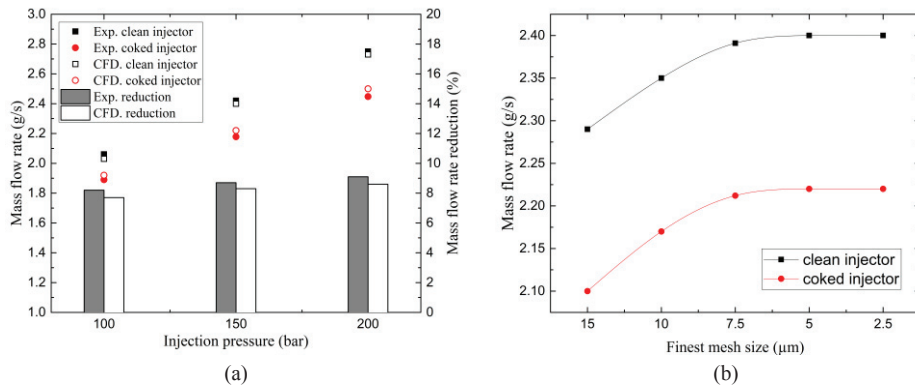 (a)
3.0
2.8
2.6
2.4
2.2
2.0
1.8
1.6
1.4
1.2
1.0
Mass flow rate (g/s)
Exp. clean injector
Exp. coked injector
CFD. clean injector
CFD. coked injector
Exp. reduction
CFD. reduction
20
18
16
14
12
10
8
6
4
2
0
Mass flow rate reduction (%)
100
150
200
Injection pressure (bar)
(a)
(b)
2.40
2.35
2.30
2.25
2.20
2.15
2.10
Mass flow rate (g/s)
clean injector
coked injector
15
10
7.5
5
2.5
Finest mesh size (µm)
(b)